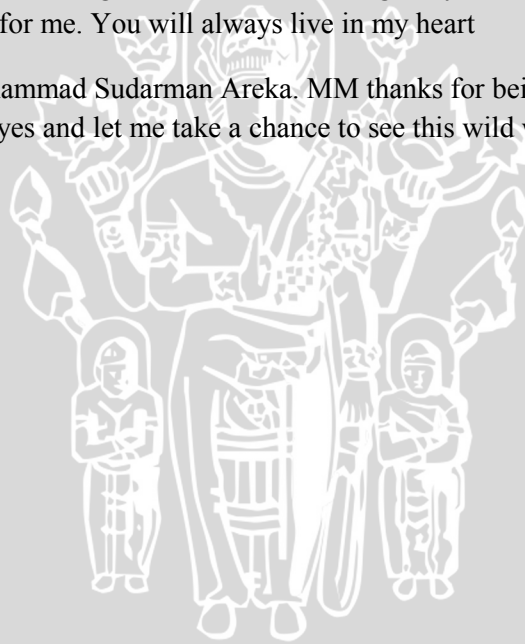 for me. You will always live in my heart
ammad Sudarman Areka. MM thanks for bei
yes and let me take a chance to see this wild